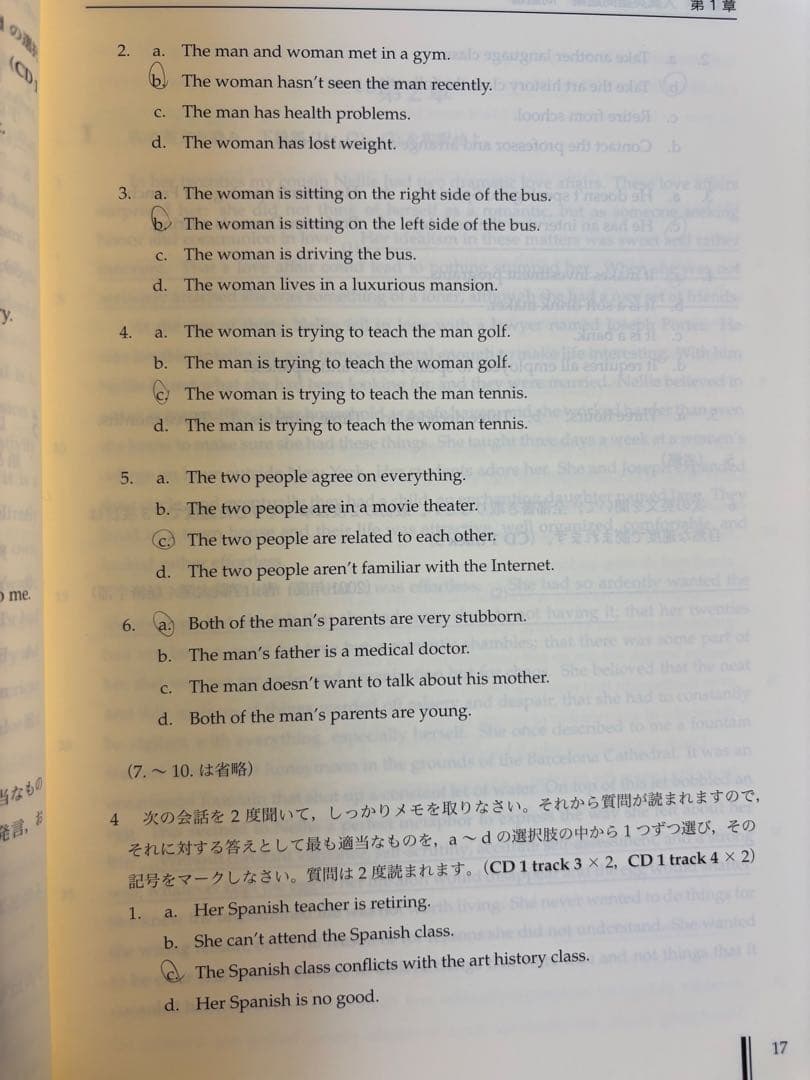 第1章
2. a. The man and woman met in a gym.
b. The woman hasn't seen the man recently.
c. The man has health problems.
d. The woman has lost weight.
3. a. The woman is sitting on the right side of the bus.
b. The woman is sitting on the left side of the bus.
c. The woman is driving the bus.
d. The woman lives in a luxurious mansion.
4. a. The woman is trying to teach the man golf.
b. The man is trying to teach the woman golf.
c. The woman is trying to teach the man tennis.
d. The man is trying to teach the woman tennis.
5. a. The two people agree on everything.
b. The two people are in a movie theater.
c. The two people are related to each other.
d. The two people aren't familiar with the Internet.
6. a. Both of the man's parents are very stubborn.
b. The man's father is a medical doctor.
c. The man doesn't want to talk about his mother.
d. Both of the man's parents are young.
(7. ～ 10. は省略)
4 次の会話を2度聞いて，しっかりメモを取りなさい。それから質問が読まれますので，
それに対する答えとして最も適当なものを，a ～ d の選択肢の中から1つずつ選び，その
記号をマークしなさい。質問は2度読まれます。(CD 1 track 3 × 2, CD 1 track 4 × 2)
1. a. Her Spanish teacher is retiring.
b. She can't attend the Spanish class.
c. The Spanish class conflicts with the art history class.
d. Her Spanish is no good.
17